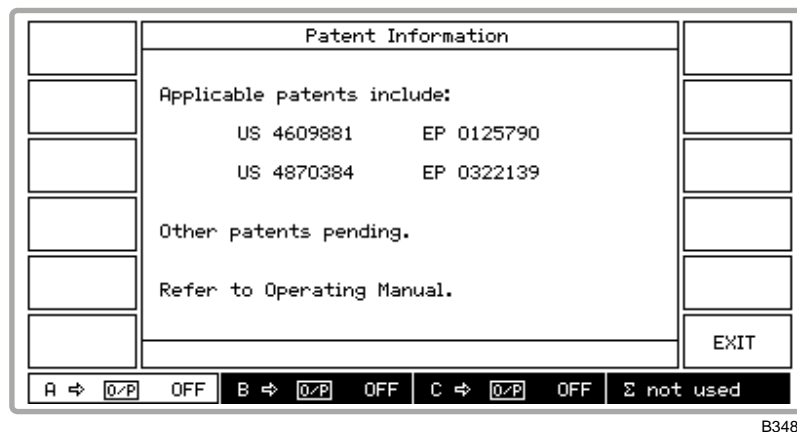 Patent Information
Applicable patents include:
US 4609881 EP 0125790
US 4870384 EP 0322139
Other patents pending.
Refer to Operating Manual.
EXIT
A ⇨ O/P OFF B ⇨ O/P OFF C ⇨ O/P OFF Σ not used
B348